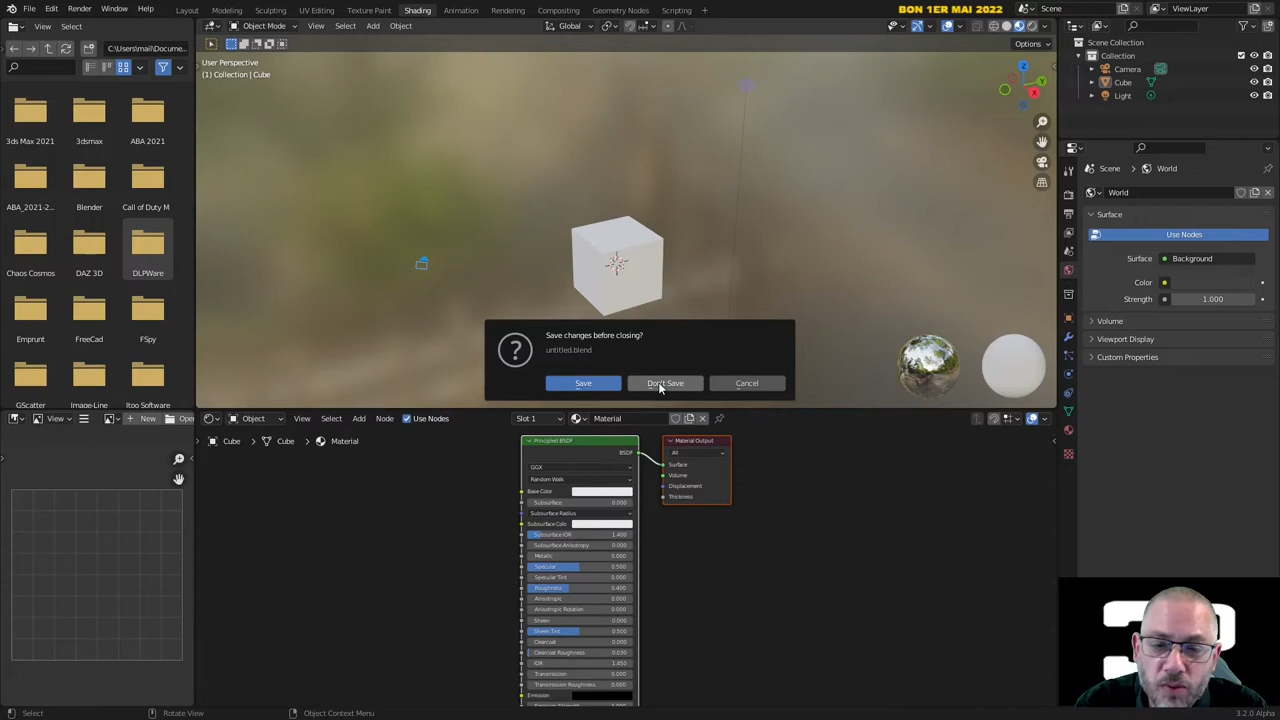 File Edit Render Window Help
Layout Modeling Sculpting UV Editing Texture Paint Shading Animation Rendering Compositing Geometry Nodes Scripting
BON 1ER MAI 2022
Scene
ViewLayer
View Select
Object Mode View Select Add Object
Global
C:\Users\mail\Docume...
Options
User Perspective
(1) Collection | Cube
Z
Y
X
Scene Collection
Collection
Camera
Cube
Light
3ds Max 2021 3dsmax ABA 2021
ABA_2021-2... Blender Call of Duty M
Chaos Cosmos DAZ 3D DLPWare
Emprunt FreeCad FSpy
GScatter Image-Line Itoo Software
Scene World
World
Surface
Use Nodes
Surface Background
Color
Strength 1.000
Volume
Viewport Display
Custom Properties
Save changes before closing?
untitled.blend
Save Don't Save Cancel
View New Open
Object View Select Add Node Use Nodes Slot 1 Material
Cube Cube Material
Principled BSDF
BSDF
GGX
Random Walk
Base Color
Subsurface 0.000
Subsurface Radius
Subsurface Colo
Subsurface IOR 1.400
Subsurface Anisotropy 0.000
Metallic 0.000
Specular 0.500
Specular Tint 0.000
Roughness 0.400
Anisotropic 0.000
Anisotropic Rotation 0.000
Sheen 0.000
Sheen Tint 0.500
Clearcoat 0.000
Clearcoat Roughness 0.030
IOR 1.450
Transmission 0.000
Transmission Roughness 0.000
Emission
Material Output
All
Surface
Volume
Displacement
Thickness
Select Rotate View Object Context Menu
3.2.0 Alpha